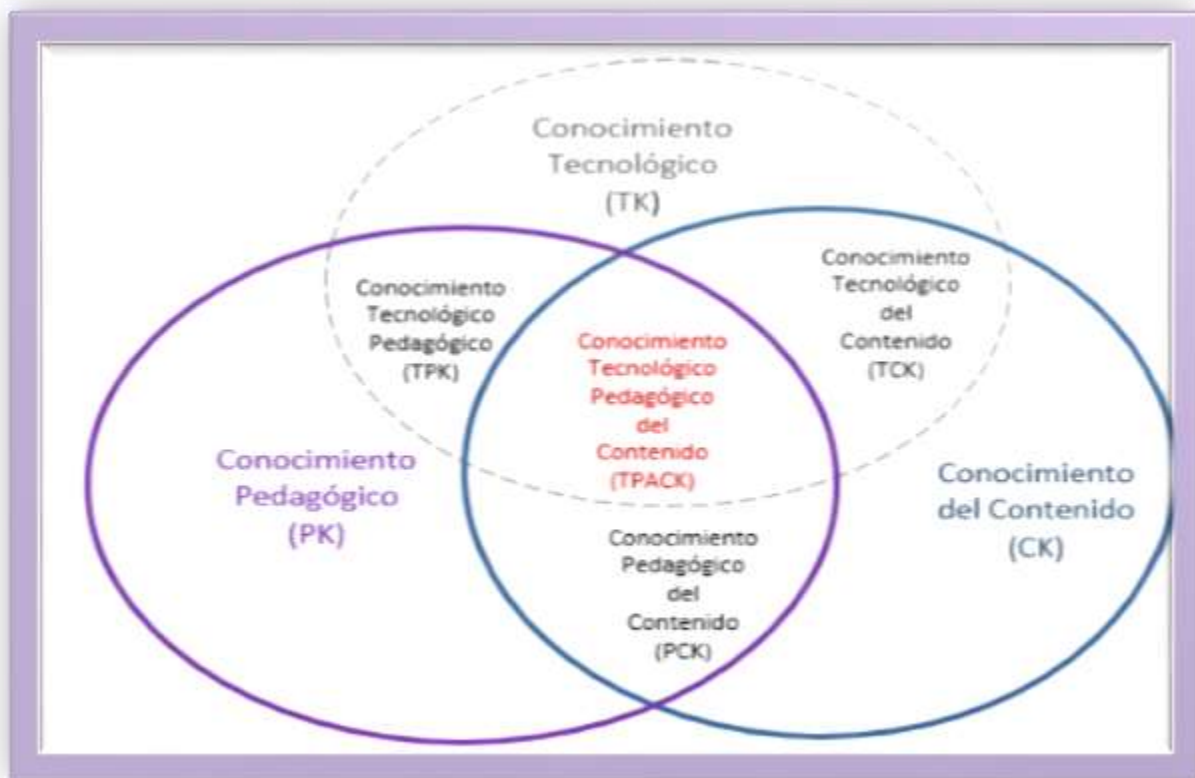 Conocimiento
Tecnológico
(TK)
Conocimiento
Tecnológico
Pedagógico
(TPK)
Conocimiento
Tecnológico
Pedagógico
del
Contenido
(TPACK)
Conocimiento
Tecnológico
del
Contenido
(TCK)
Conocimiento
Pedagógico
(PK)
Conocimiento
del Contenido
(CK)
Conocimiento
Pedagógico
del
Contenido
(PCK)